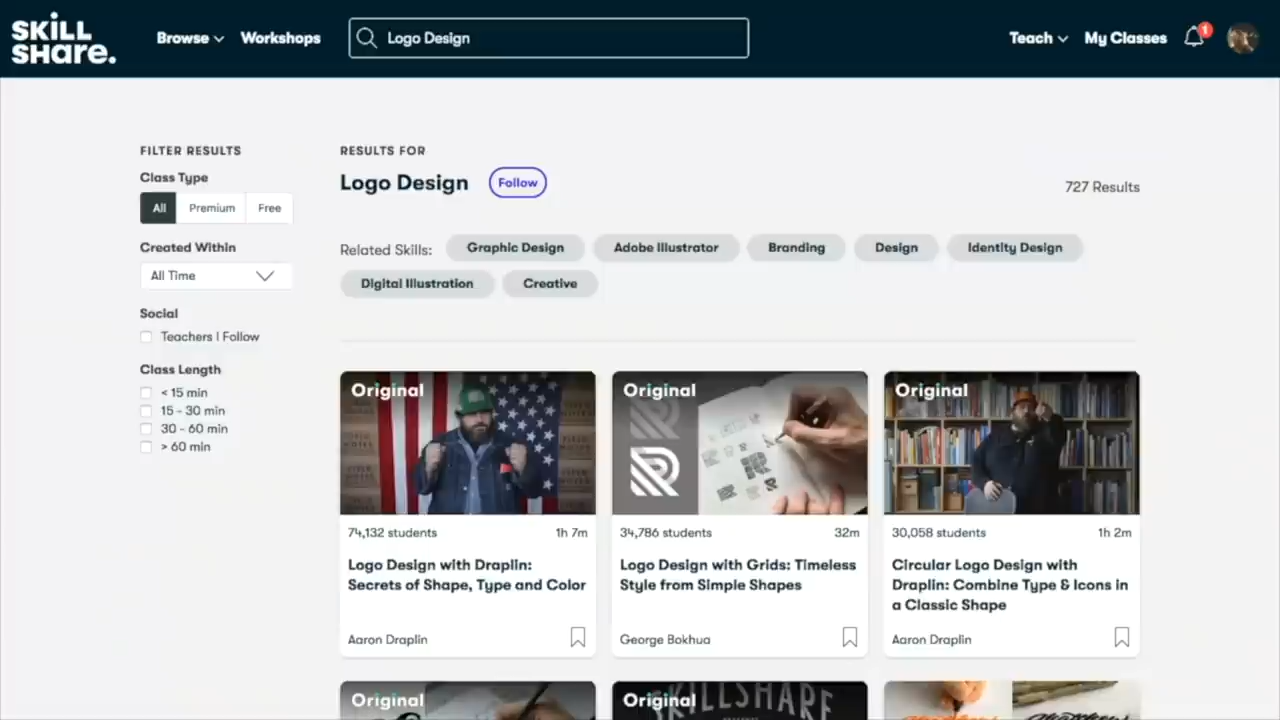 SKiLL
SHare.
Browse
Workshops
Logo Design
Teach
My Classes
1
FILTER RESULTS
Class Type
All
Premium
Free
Created Within
All Time
Social
Teachers I Follow
Class Length
< 15 min
15 - 30 min
30 - 60 min
> 60 min
RESULTS FOR
Logo Design
Follow
727 Results
Related Skills:
Graphic Design
Adobe Illustrator
Branding
Design
Identity Design
Digital Illustration
Creative
Original
74,132 students
1h 7m
Logo Design with Draplin:
Secrets of Shape, Type and Color
Aaron Draplin
Original
34,786 students
32m
Logo Design with Grids: Timeless
Style from Simple Shapes
George Bokhua
Original
30,058 students
1h 2m
Circular Logo Design with
Draplin: Combine Type & Icons in
a Classic Shape
Aaron Draplin
Original
Original
SKILLSHARE